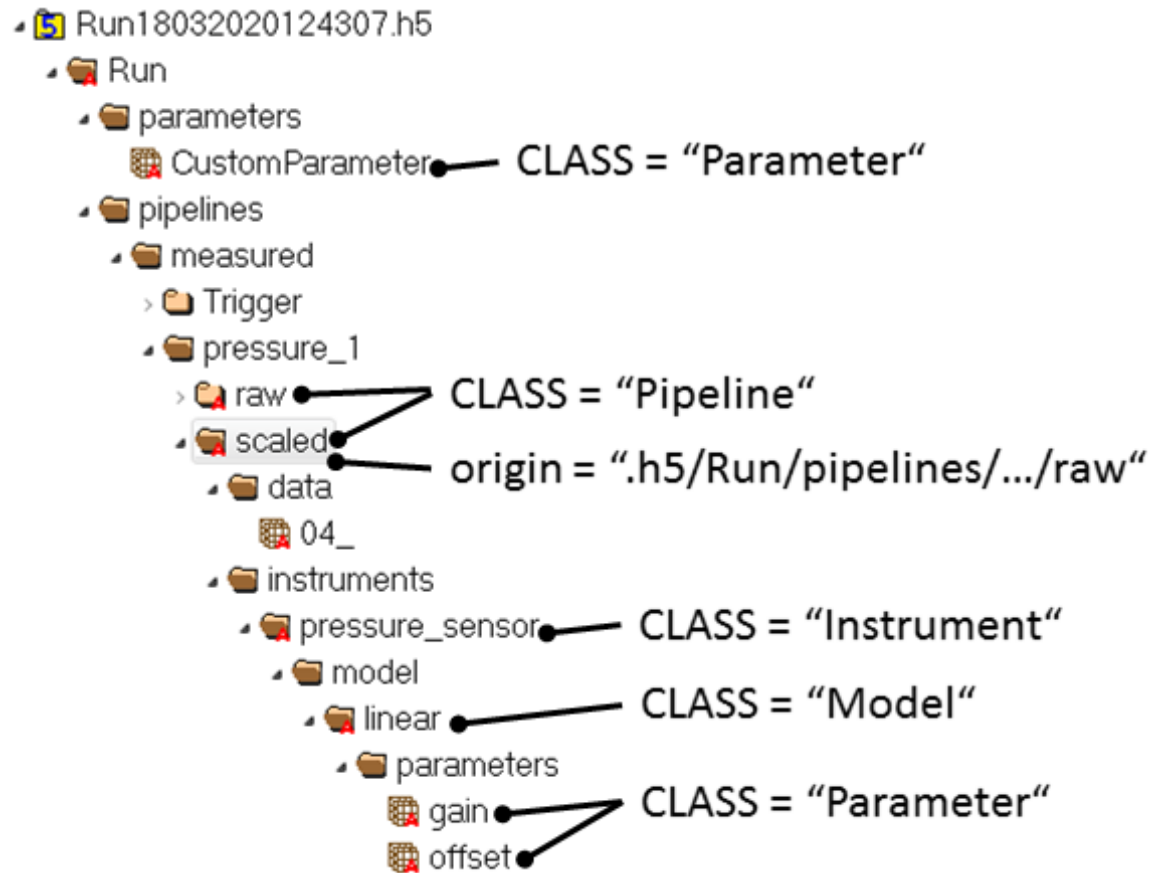 Run18032020124307.h5
Run
parameters
CustomParameter CLASS = “Parameter“
pipelines
measured
Trigger
pressure_1
raw CLASS = “Pipeline“
scaled
origin = “.h5/Run/pipelines/.../raw“
data
04_
instruments
pressure_sensor CLASS = “Instrument“
model
linear CLASS = “Model“
parameters
gain CLASS = “Parameter“
offset